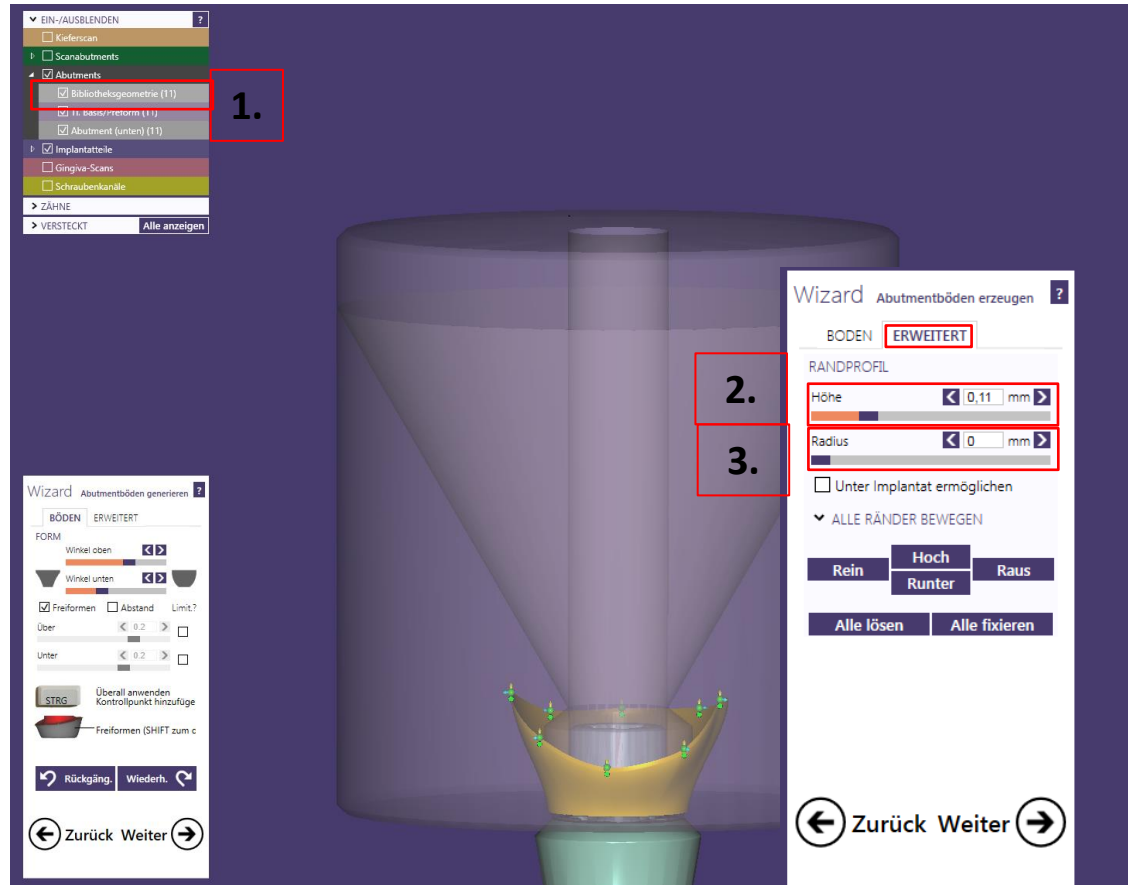 EIN-/AUSBLENDEN ?
Kieferscan
Scanabutments
Abutments
Bibliotheksgeometrie (11)
Ti. Basis/Preform (11)
Abutment (unten) (11)
Implantatteile
Gingiva-Scans
Schraubenkanäle
ZÄHNE
VERSTECKT Alle anzeigen
1.
Wizard Abutmentböden erzeugen ?
BODEN ERWEITERT
RANDPROFIL
2.
Höhe 0,11 mm
3.
Radius 0 mm
Unter Implantat ermöglichen
ALLE RÄNDER BEWEGEN
Hoch
Rein Raus
Runter
Alle lösen Alle fixieren
Zurück Weiter
Wizard Abutmentböden generieren ?
BÖDEN ERWEITERT
FORM
Winkel oben
Winkel unten
Freiformen Abstand Limit.?
Über 0.2
Unter 0.2
STRG Überall anwenden
Kontrollpunkt hinzufüge
Freiformen (SHIFT zum c
Rückgäng. Wiederh.
Zurück Weiter